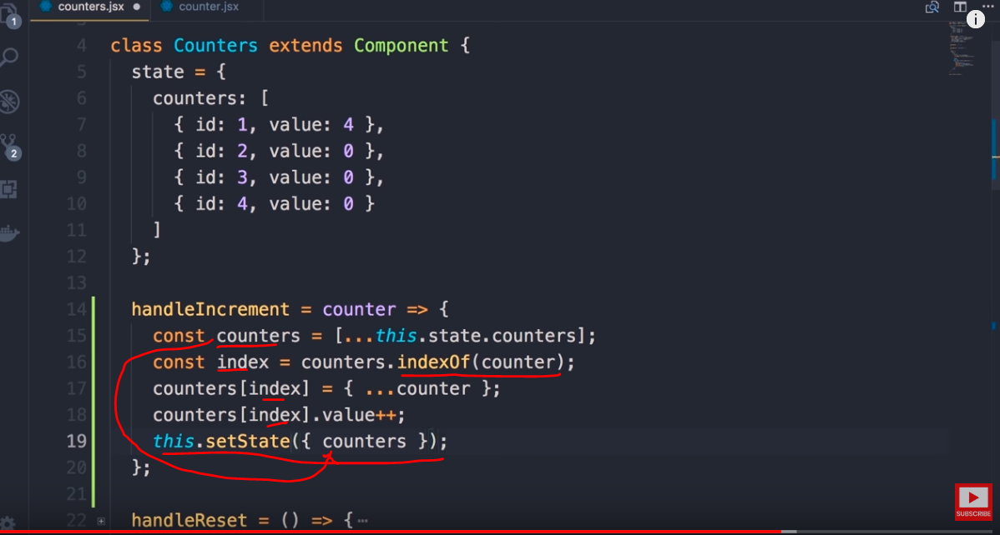 counters.jsx ● counter.jsx
1
4 class Counters extends Component {
5 state = {
6 counters: [
7 { id: 1, value: 4 },
8 { id: 2, value: 0 },
9 { id: 3, value: 0 },
10 { id: 4, value: 0 }
11 ]
12 };
13
14 handleIncrement = counter => {
15 const counters = [...this.state.counters];
16 const index = counters.indexOf(counter);
17 counters[index] = { ...counter };
18 counters[index].value++;
19 this.setState({ counters });
20 };
21
22 handleReset = () => {…
2
SUBSCRIBE